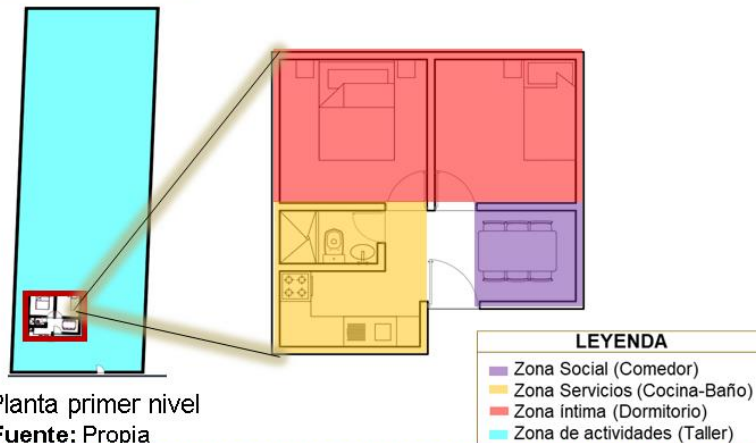 LEYENDA
Zona Social (Comedor)
Zona Servicios (Cocina-Baño)
Zona íntima (Dormitorio)
Zona de actividades (Taller)
Planta primer nivel
Fuente: Propia